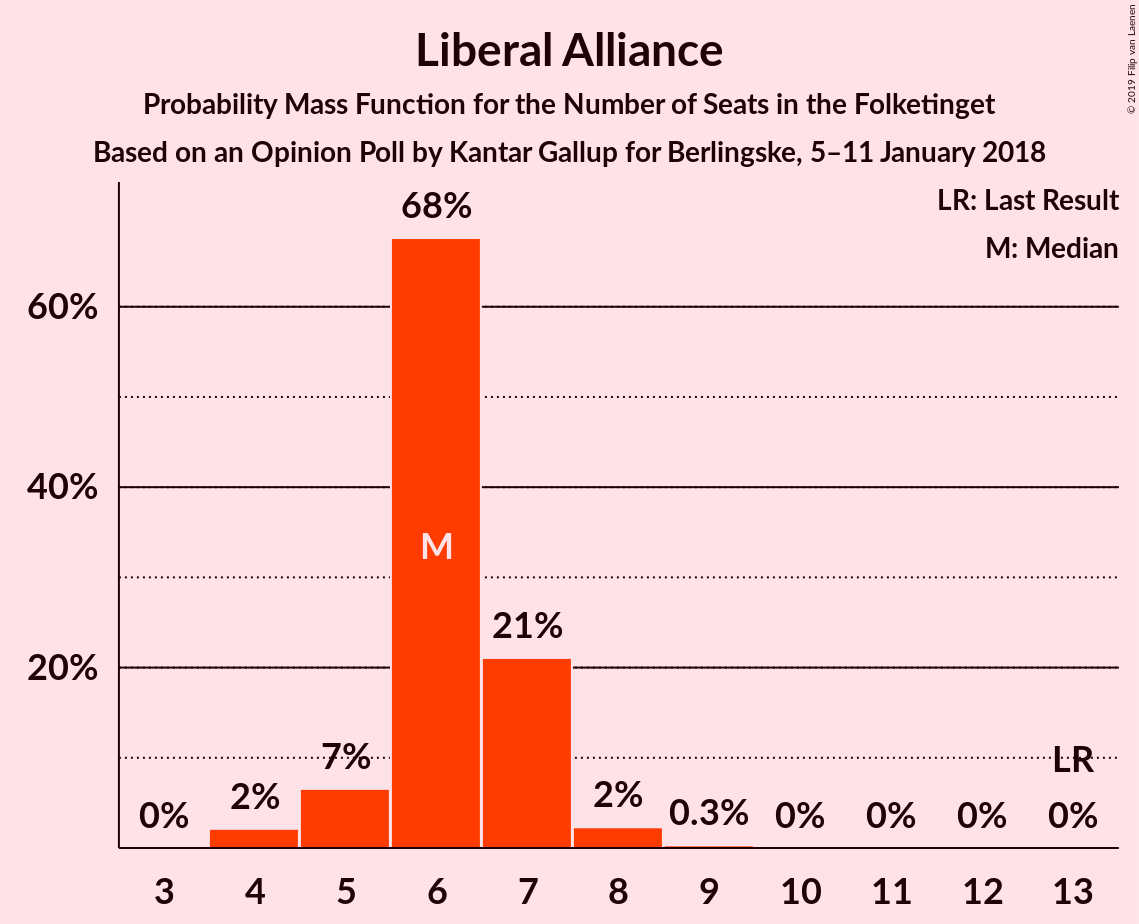 Liberal Alliance
Probability Mass Function for the Number of Seats in the Folketinget
Based on an Opinion Poll by Kantar Gallup for Berlingske, 5–11 January 2018
© 2019 Filip van Laenen
LR: Last Result
M: Median
60%
40%
20%
0%
2%
7%
68%
M
21%
2%
0.3%
0%
0%
0%
LR
0%
3 4 5 6 7 8 9 10 11 12 13